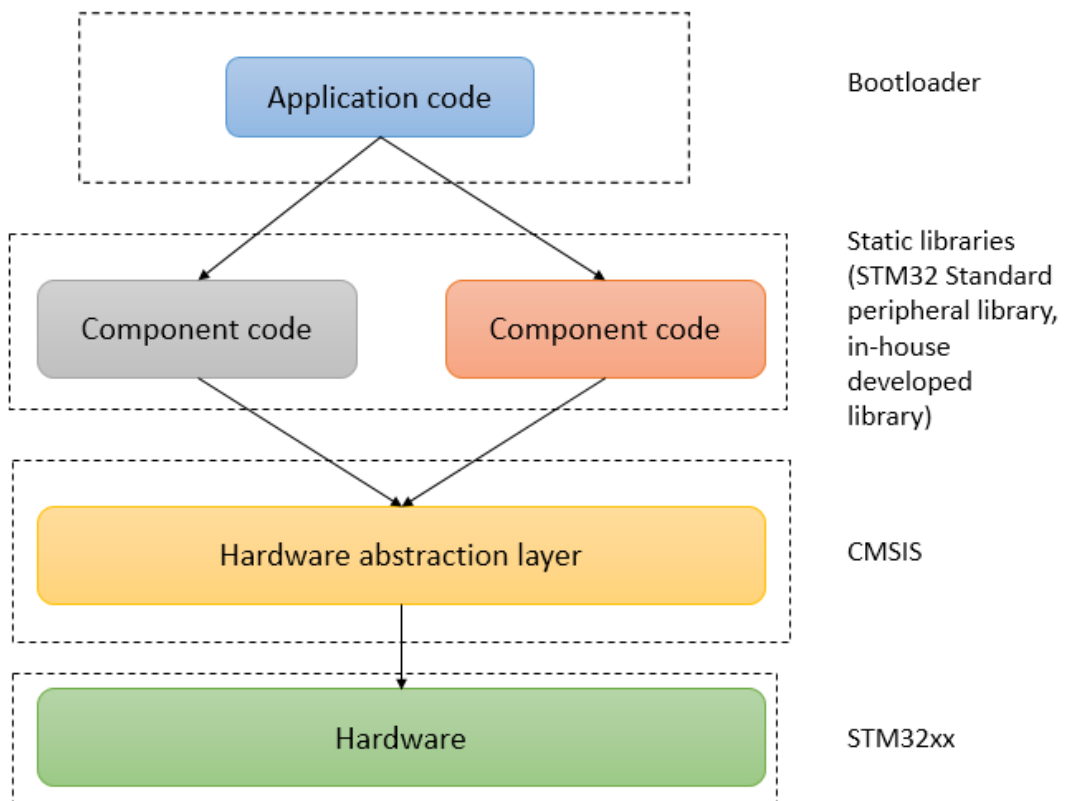 Application code
Bootloader
Component code
Component code
Static libraries
(STM32 Standard
peripheral library,
in-house
developed
library)
Hardware abstraction layer
CMSIS
Hardware
STM32xx